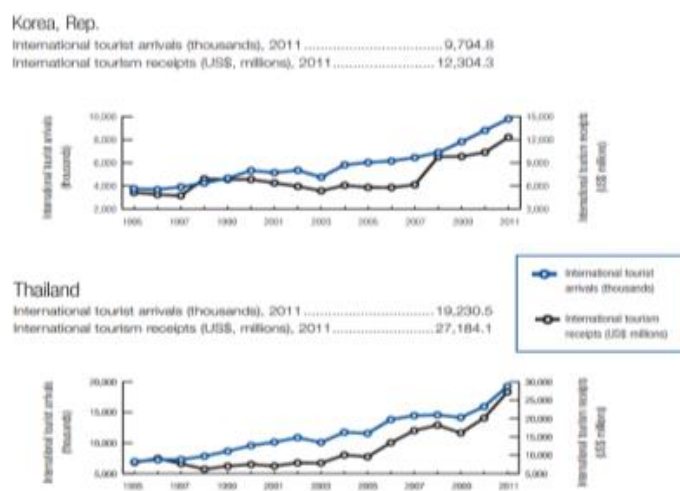 Korea, Rep.
International tourist arrivals (thousands), 2011..............................9,794.8
International tourism receipts (US$, millions), 2011.................12,304.3
International tourist arrivals
(thousands)
10,000
8,000
6,000
4,000
2,000
15,000
12,000
9,000
6,000
3,000
International tourism receipts
(US$ millions)
1995 1997 1999 2001 2003 2005 2007 2009 2011
International tourist
arrivals (thousands)
International tourism
receipts (US$ millions)
Thailand
International tourist arrivals (thousands), 2011............................19,230.5
International tourism receipts (US$, millions), 2011.................27,184.1
International tourist arrivals
(thousands)
20,000
15,000
10,000
5,000
30,000
25,000
20,000
15,000
10,000
5,000
International tourism receipts
(US$ millions)
1995 1997 1999 2001 2003 2005 2007 2009 2011